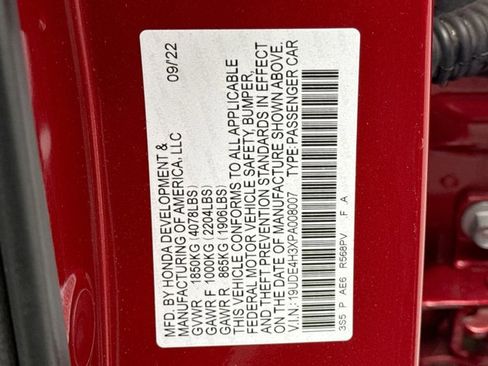 MFD. BY HONDA DEVELOPMENT &
MANUFACTURING OF AMERICA, LLC 09/22
GVWR 1850KG (4078LBS)
GAWR F 1000KG (2204LBS)
GAWR R 865KG (1906LBS)
THIS VEHICLE CONFORMS TO ALL APPLICABLE
FEDERAL MOTOR VEHICLE SAFETY, BUMPER,
AND THEFT PREVENTION STANDARDS IN EFFECT
ON THE DATE OF MANUFACTURE SHOWN ABOVE.
V.I.N.: 19UDE4H3XPA008007 TYPE: PASSENGER CAR
3S5 P AE6 R568PV .F .A